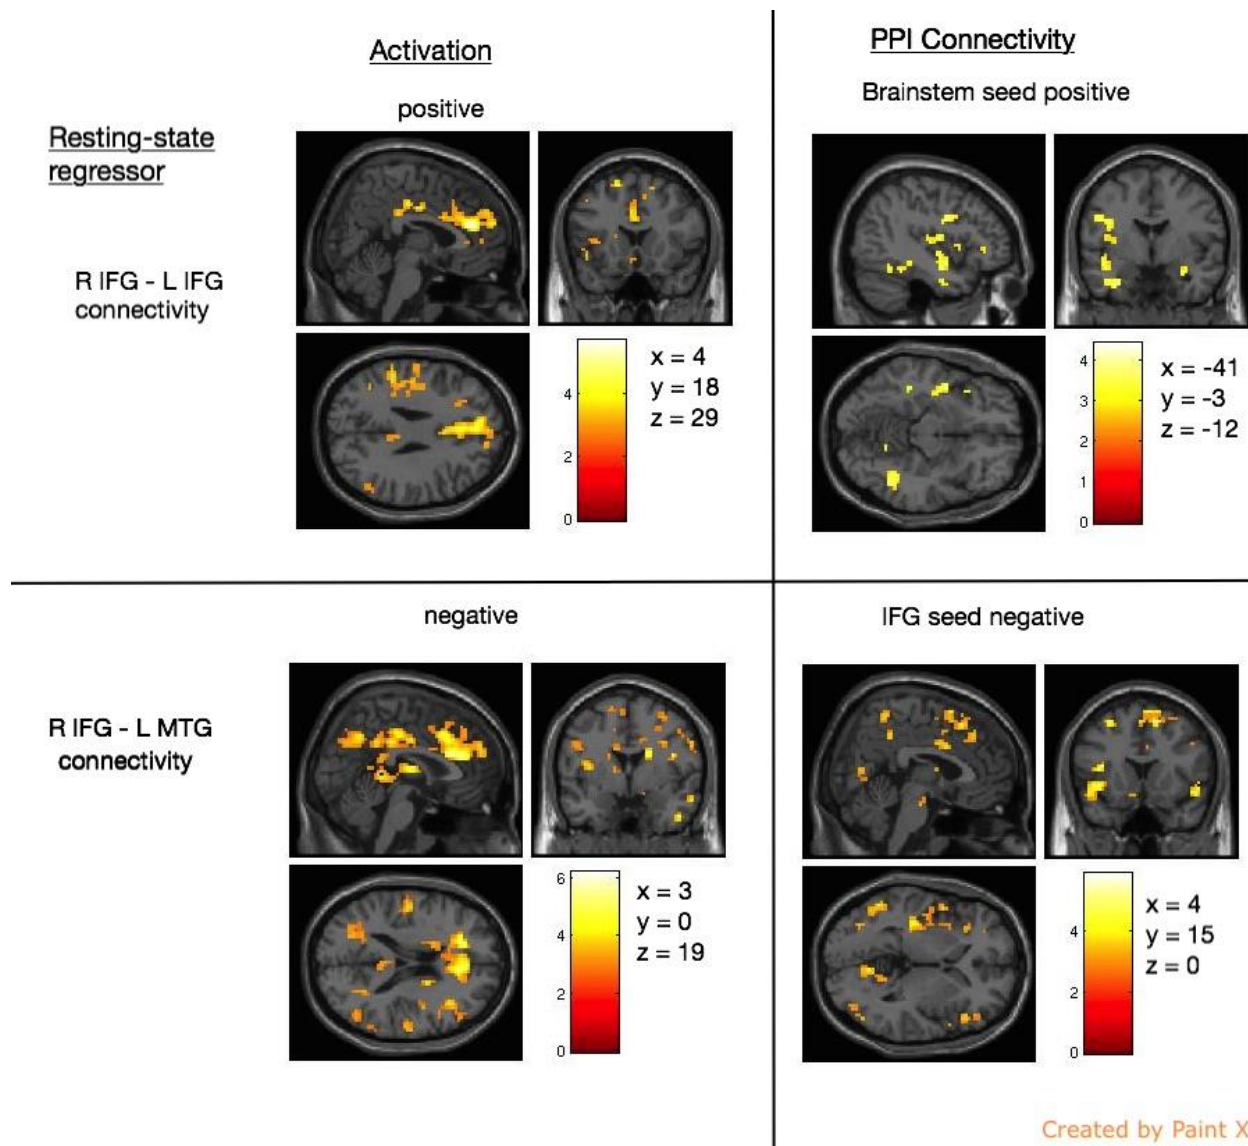 Activation
PPI Connectivity
positive
Brainstem seed positive
Resting-state
regressor
R IFG - L IFG
connectivity
4
2
0
x = 4
y = 18
z = 29
4
3
2
1
0
x = -41
y = -3
z = -12
negative
IFG seed negative
R IFG - L MTG
connectivity
6
4
2
0
x = 3
y = 0
z = 19
4
2
0
x = 4
y = 15
z = 0
Created by Paint X